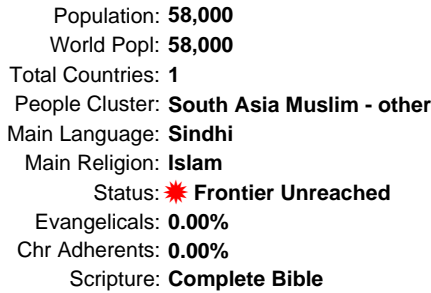 Population: 58,000
World Popl: 58,000
Total Countries: 1
People Cluster: South Asia Muslim - other
Main Language: Sindhi
Main Religion: Islam
Status: Frontier Unreached
Evangelicals: 0.00%
Chr Adherents: 0.00%
Scripture: Complete Bible